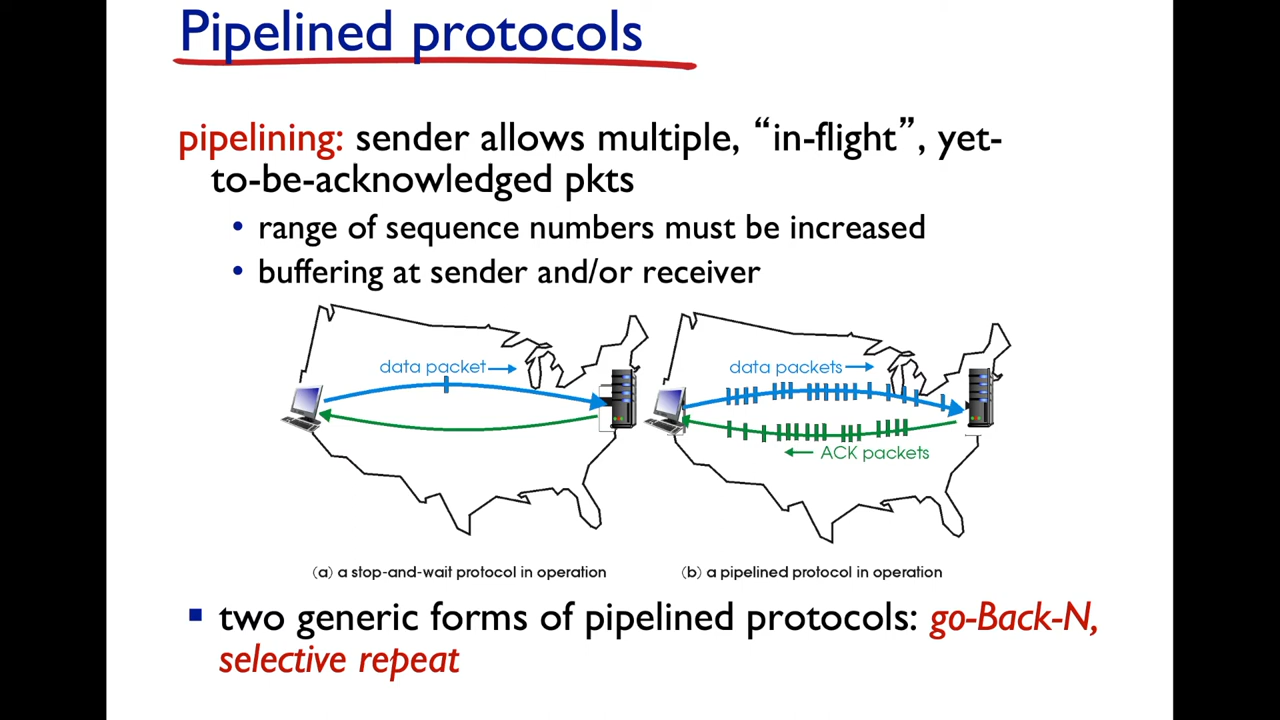 Pipelined protocols
pipelining: sender allows multiple, “in-flight”, yet-
to-be-acknowledged pkts
• range of sequence numbers must be increased
• buffering at sender and/or receiver
data packet
data packets
ACK packets
(a) a stop-and-wait protocol in operation
(b) a pipelined protocol in operation
▪ two generic forms of pipelined protocols: go-Back-N,
selective repeat